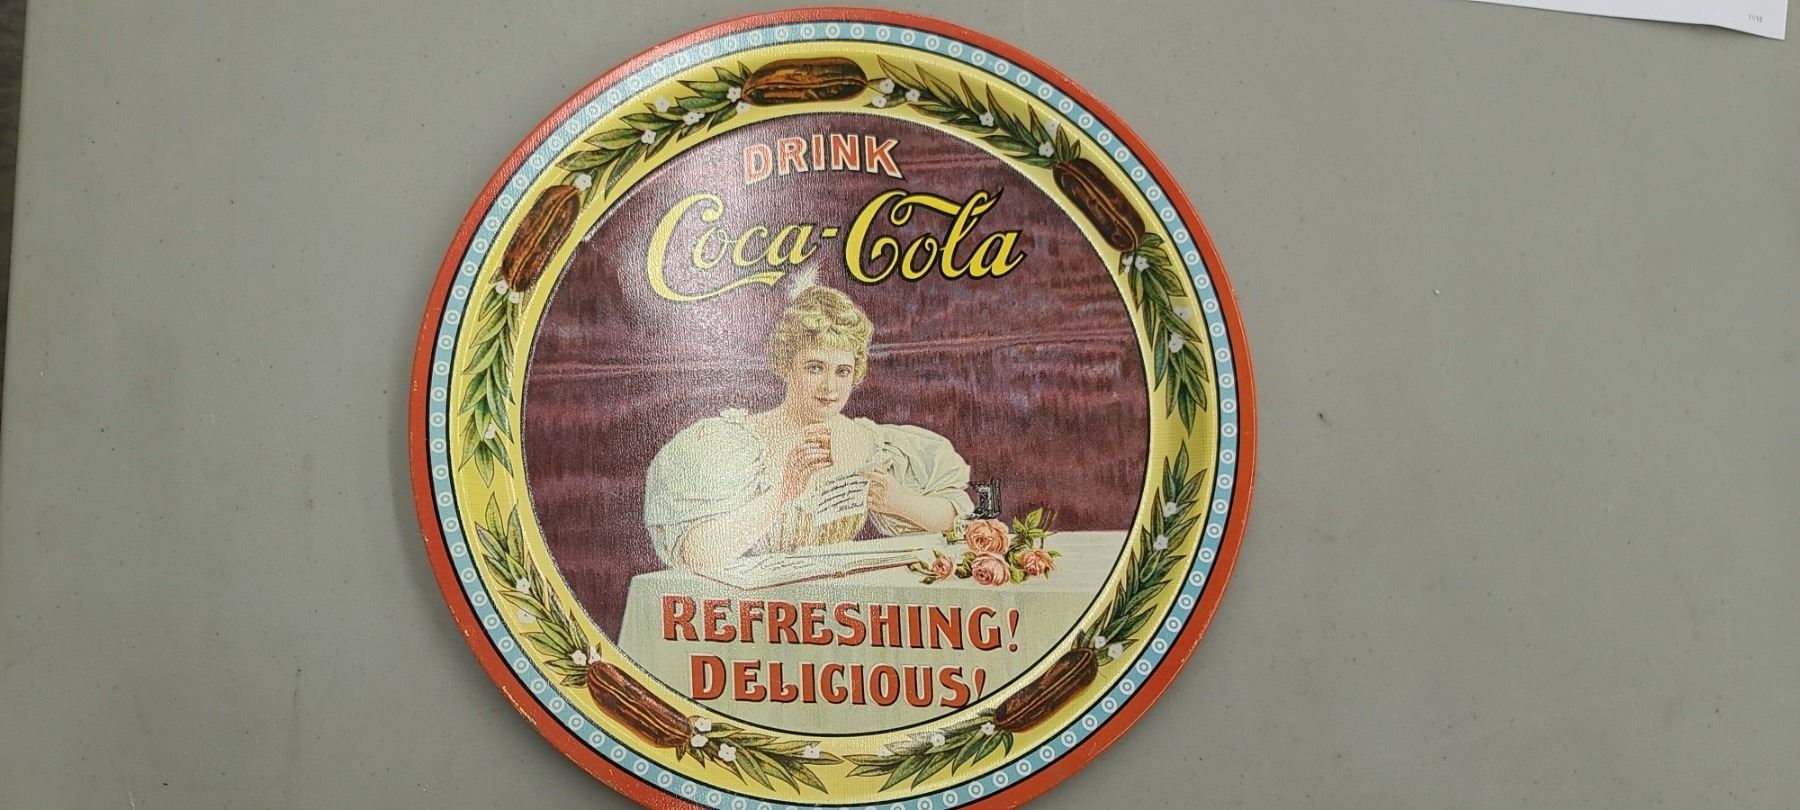 DRINK
Coca-Cola
REFRESHING!
DELICIOUS!